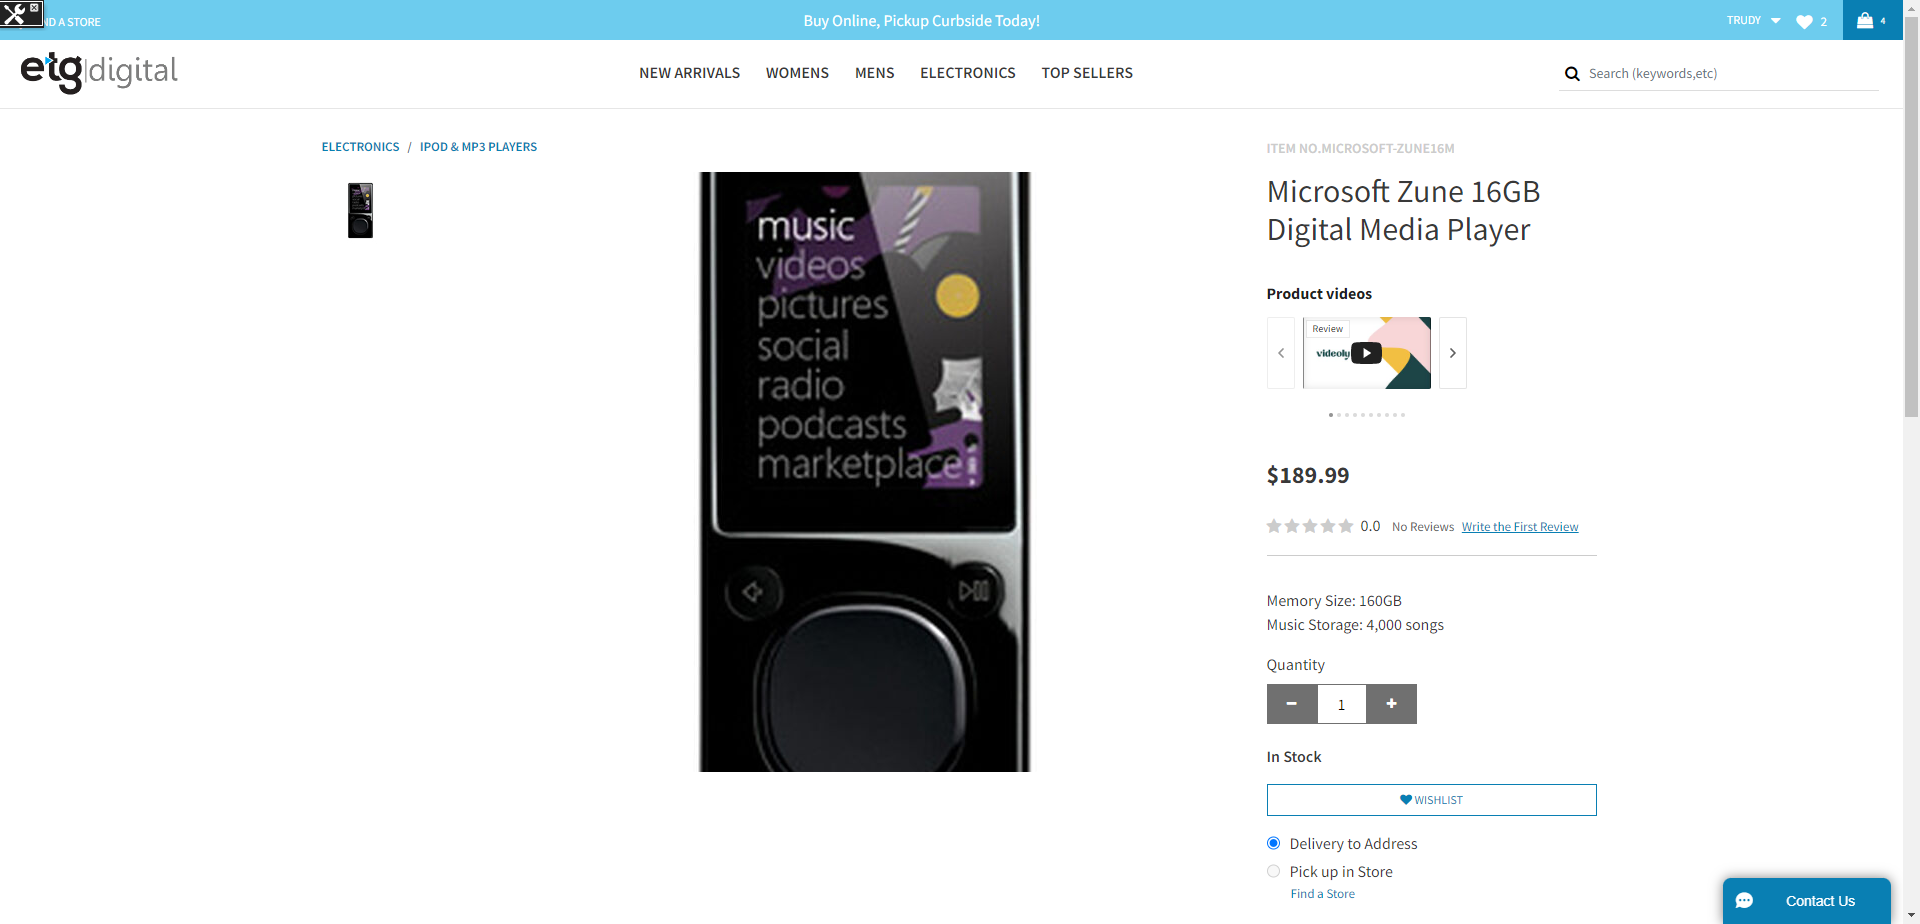 ND A STORE
Buy Online, Pickup Curbside Today!
TRUDY
2
4
etg|digital
NEW ARRIVALS
WOMENS
MENS
ELECTRONICS
TOP SELLERS
Search (keywords,etc)
ELECTRONICS / IPOD & MP3 PLAYERS
music
videos
pictures
social
radio
podcasts
marketplace
ITEM NO.MICROSOFT-ZUNE16M
Microsoft Zune 16GB
Digital Media Player
Product videos
Review
videoly
$189.99
0.0 No Reviews Write the First Review
Memory Size: 160GB
Music Storage: 4,000 songs
Quantity
1
In Stock
WISHLIST
Delivery to Address
Pick up in Store
Find a Store
Contact Us